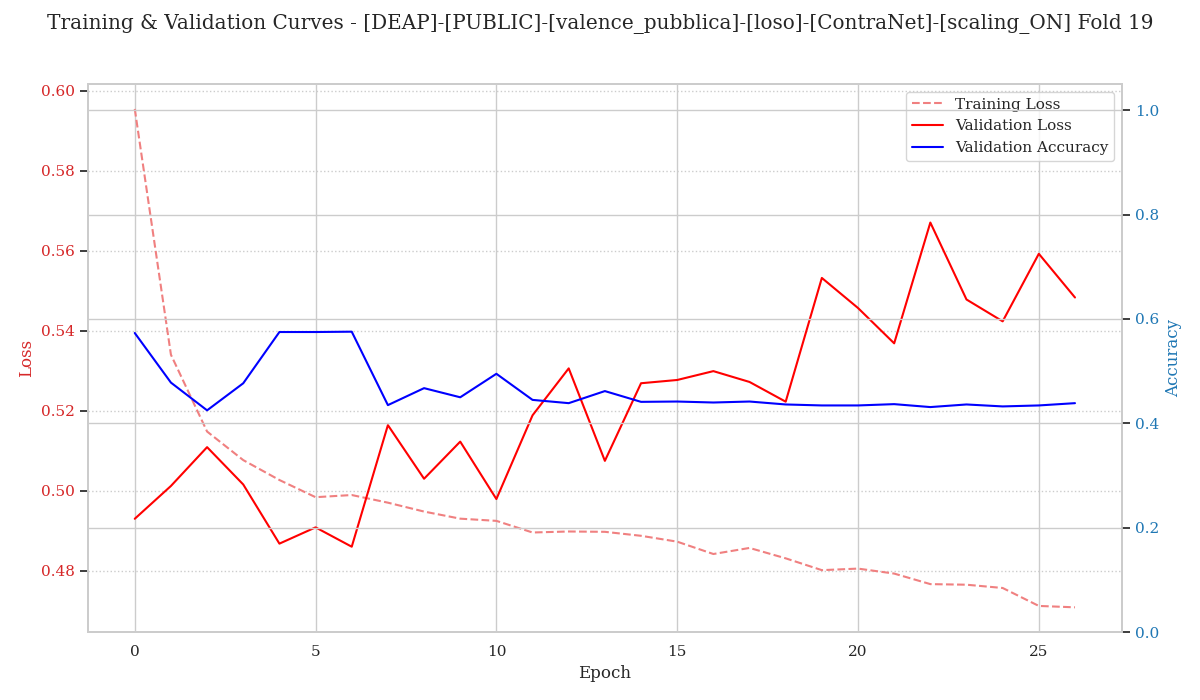 Training & Validation Curves - [DEAP]-[PUBLIC]-[valence_pubblica]-[loso]-[ContraNet]-[scaling_ON] Fold 19
Training Loss
Validation Loss
Validation Accuracy
0.60
0.58
0.56
0.54
0.52
0.50
0.48
Loss
1.0
0.8
0.6
0.4
0.2
0.0
Accuracy
0
5
10
15
20
25
Epoch